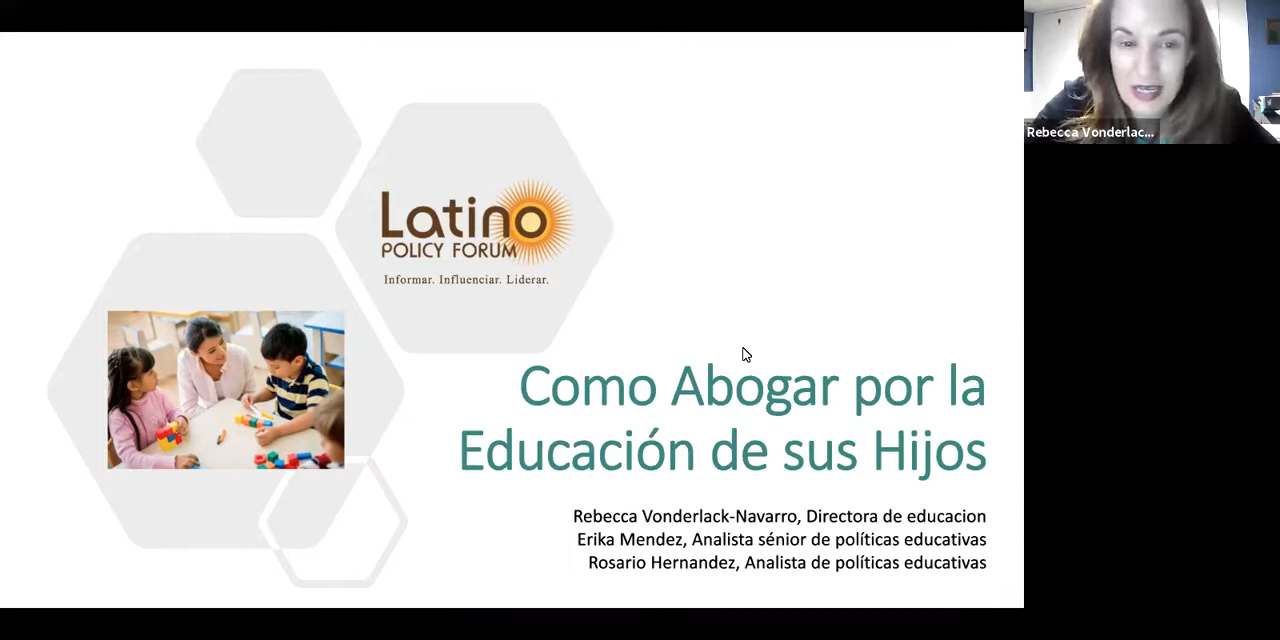 Latino
POLICY FORUM
Informar. Influenciar. Liderar.
Como Abogar por la
Educación de sus Hijos
Rebecca Vonderlack-Navarro, Directora de educacion
Erika Mendez, Analista sénior de políticas educativas
Rosario Hernandez, Analista de políticas educativas
Rebecca Vonderlac...